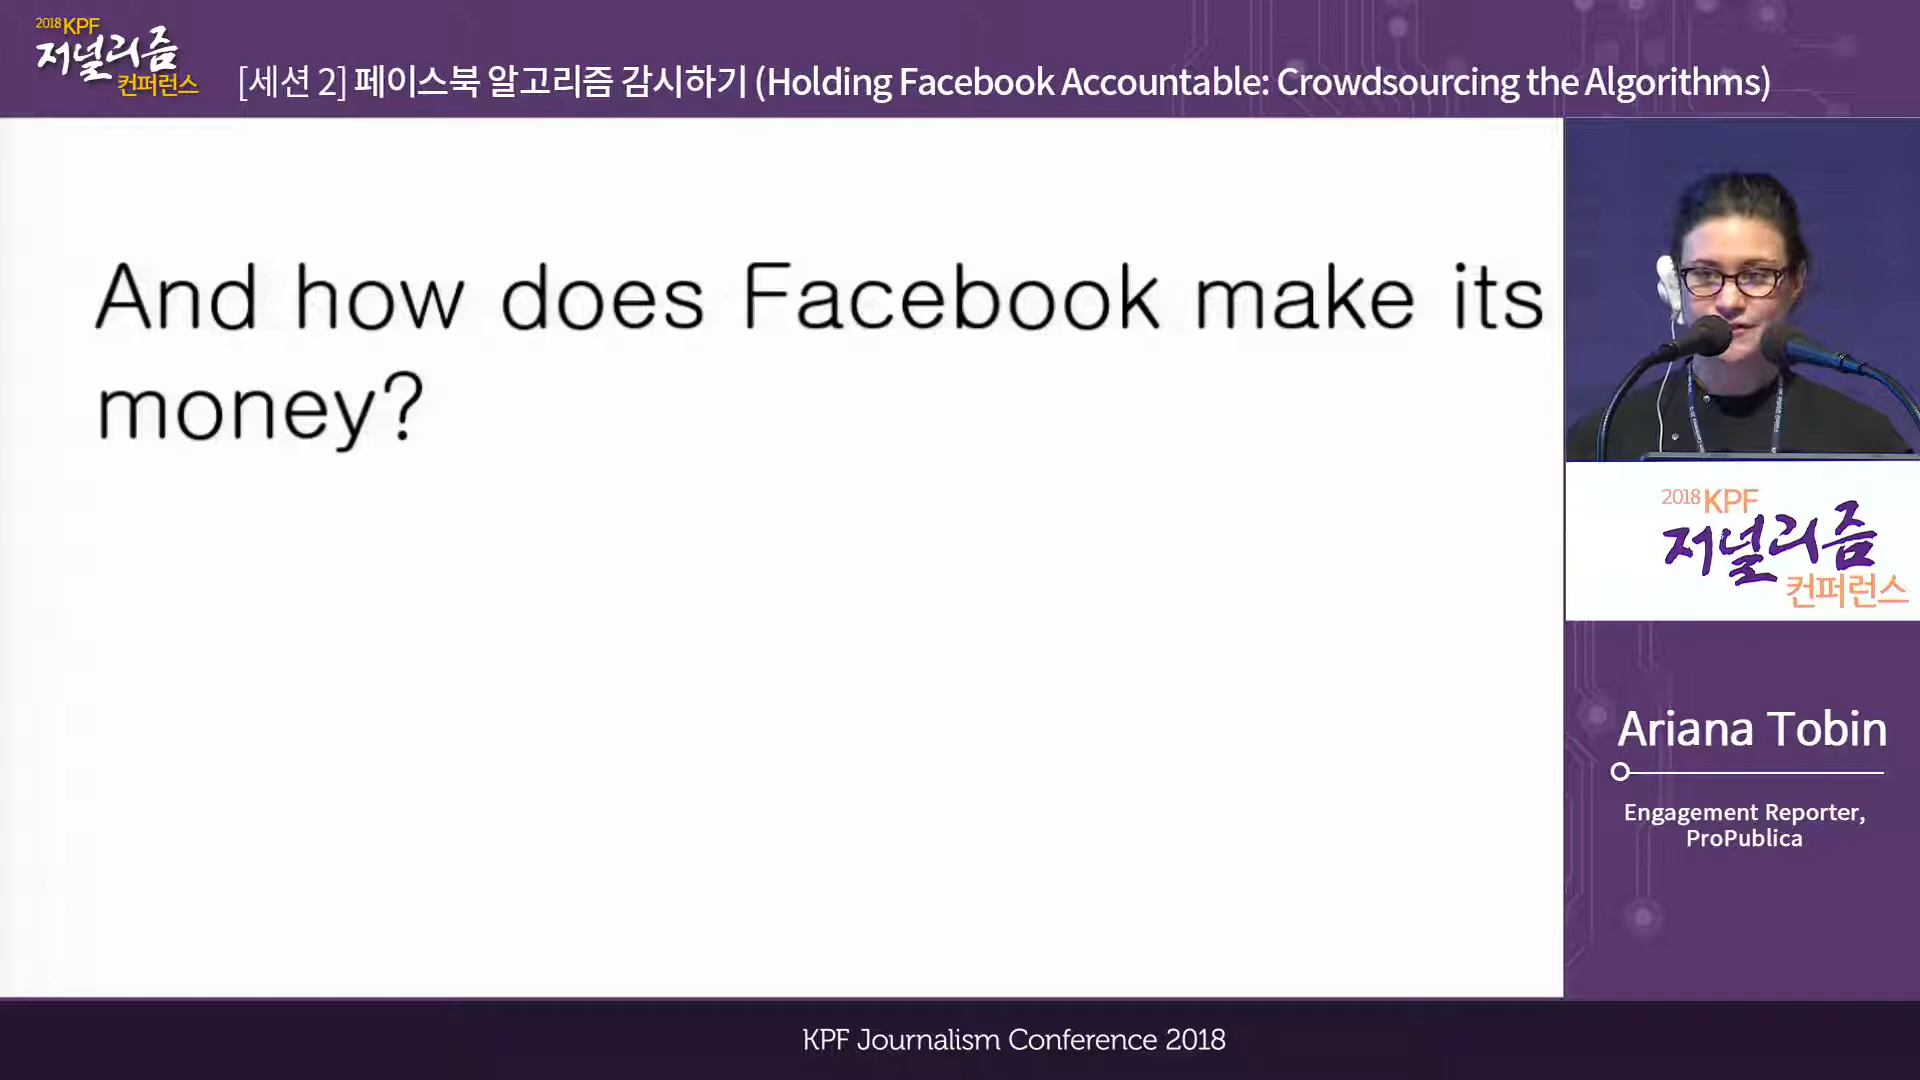 2018 KPF
저널리즘
컨퍼런스
[세션 2] 페이스북 알고리즘 감시하기 (Holding Facebook Accountable: Crowdsourcing the Algorithms)
And how does Facebook make its
money?
2018 KPF
저널리즘
컨퍼런스
Ariana Tobin
Engagement Reporter,
ProPublica
KPF Journalism Conference 2018